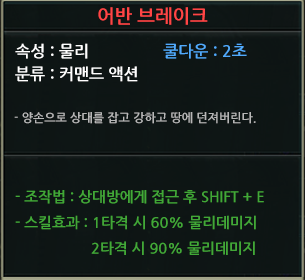 어반 브레이크
속성 : 물리 쿨다운 : 2초
분류 : 커맨드 액션
- 양손으로 상대를 잡고 강하고 땅에 던져버린다.
- 조작법 : 상대방에게 접근 후 SHIFT + E
- 스킬효과 : 1타격 시 60% 물리데미지
2타격 시 90% 물리데미지